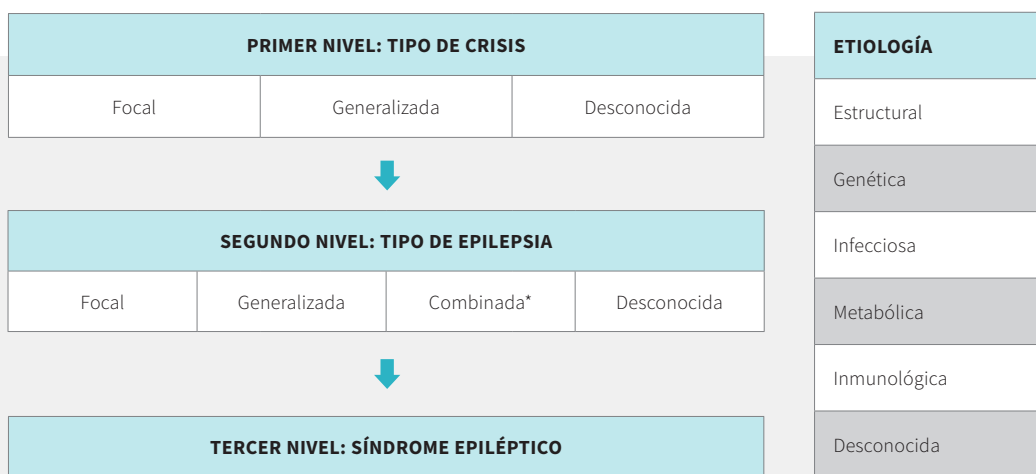 PRIMER NIVEL: TIPO DE CRISIS
Focal
Generalizada
Desconocida
SEGUNDO NIVEL: TIPO DE EPILEPSIA
Focal
Generalizada
Combinada*
Desconocida
TERCER NIVEL: SÍNDROME EPILÉPTICO
ETIOLOGÍA
Estructural
Genética
Infecciosa
Metabólica
Inmunológica
Desconocida